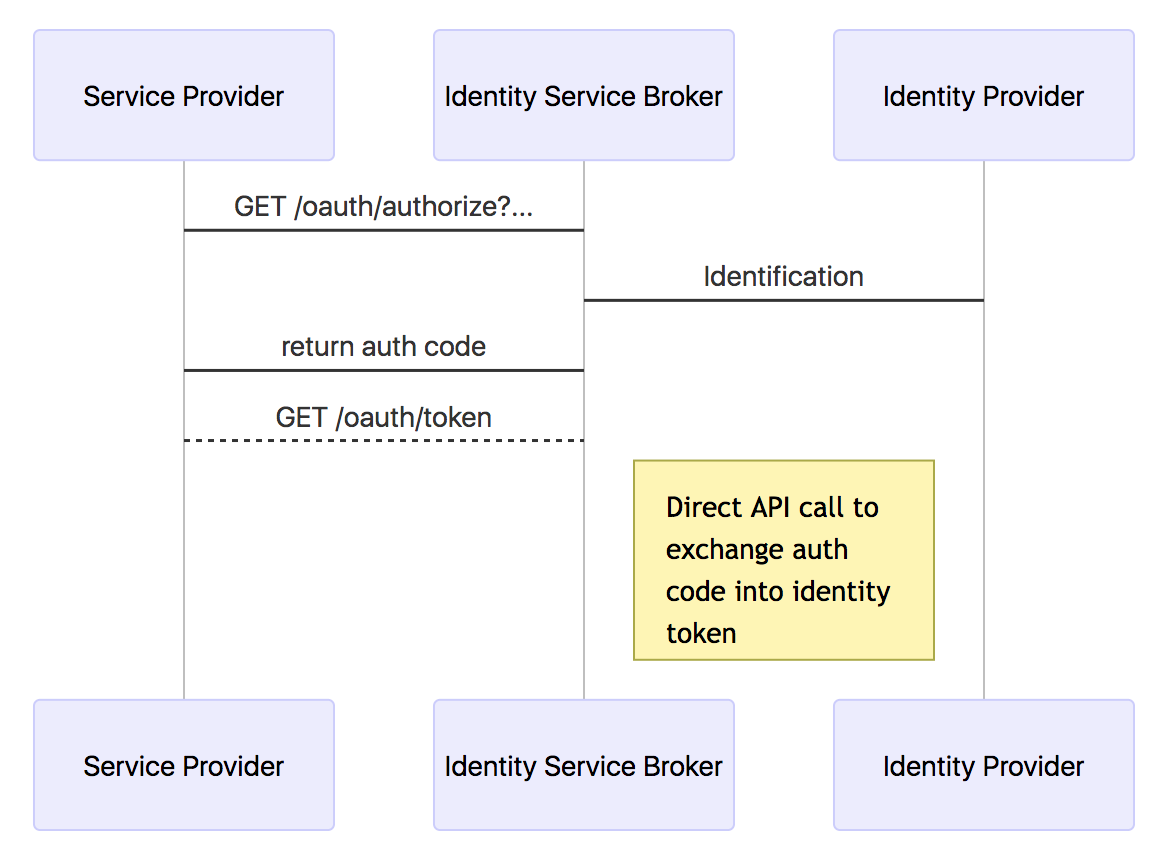 Service Provider
Identity Service Broker
Identity Provider
GET /oauth/authorize?...
Identification
return auth code
GET /oauth/token
Direct API call to
exchange auth
code into identity
token
Service Provider
Identity Service Broker
Identity Provider